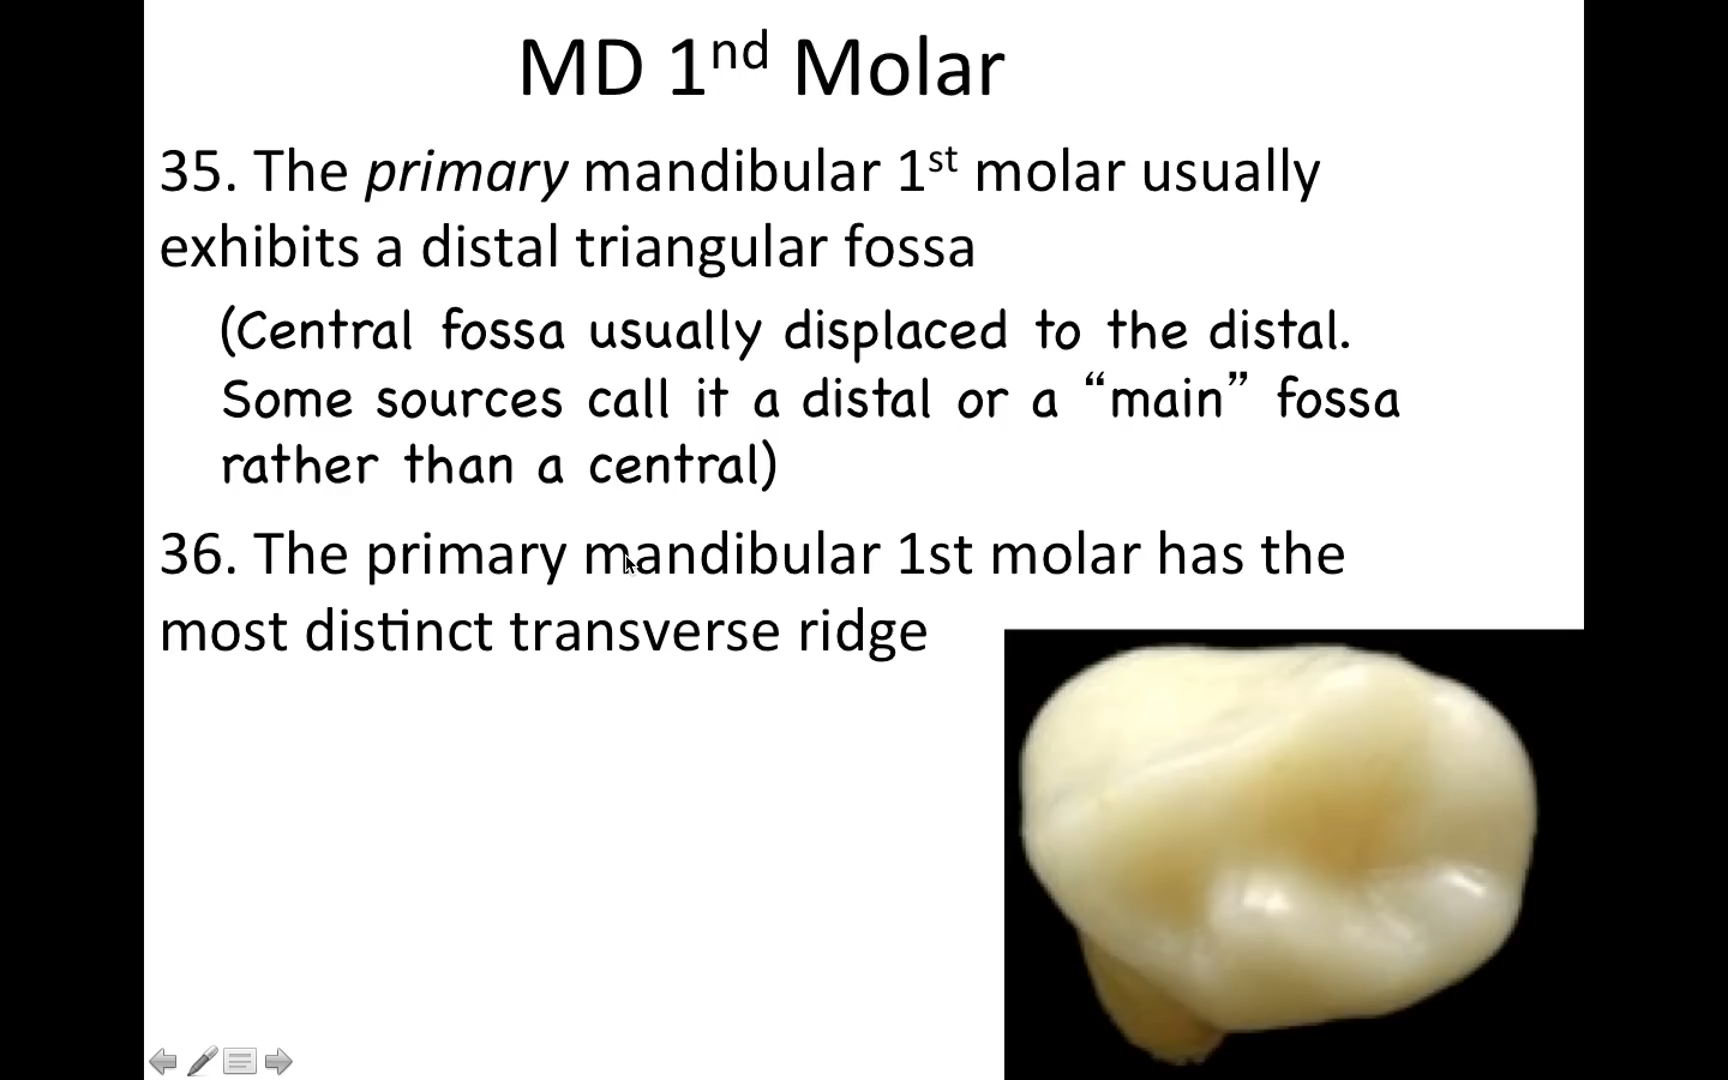 MD 1nd Molar
35. The primary mandibular 1st molar usually
exhibits a distal triangular fossa
(Central fossa usually displaced to the distal.
Some sources call it a distal or a “main” fossa
rather than a central)
36. The primary mandibular 1st molar has the
most distinct transverse ridge